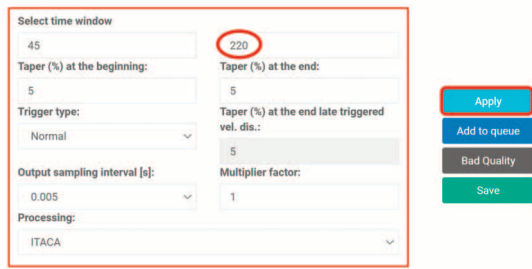 Select time window
45 220
Taper (%) at the beginning: Taper (%) at the end:
5 5
Trigger type: Taper (%) at the end late triggered
vel. dis.:
Normal
5
Output sampling interval [s]: Multiplier factor:
0.005 1
Processing:
ITACA
Apply
Add to queue
Bad Quality
Save